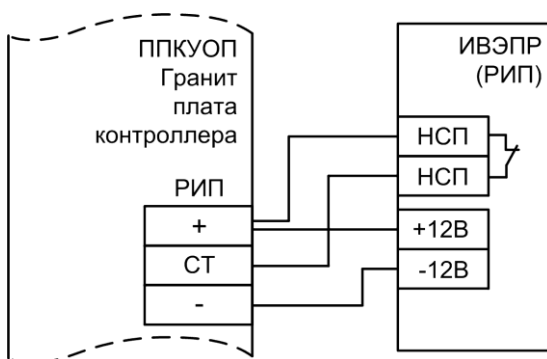 ППКУОП
Гранит
плата
контроллера
РИП
+
СТ
-
ИВЭПР
(РИП)
НСП
НСП
+12В
-12В